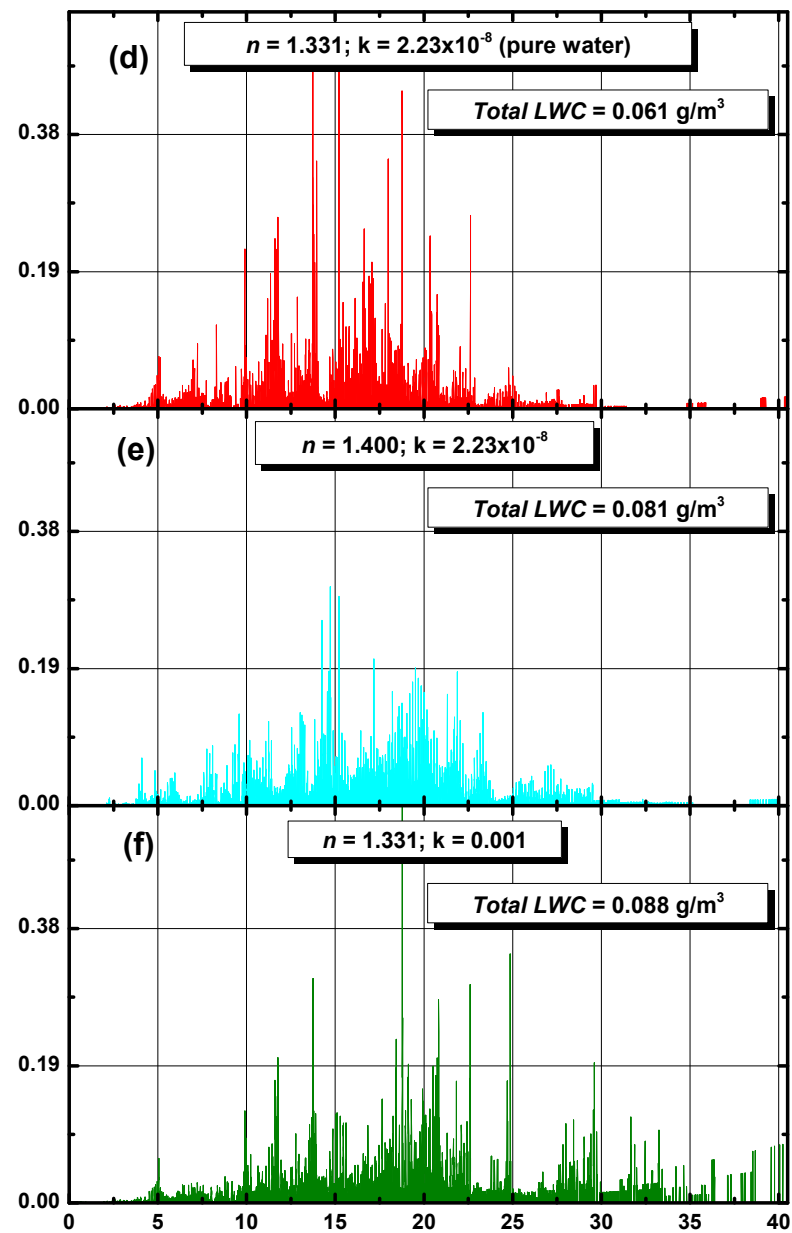 (d)
n = 1.331; k = 2.23x10⁻⁸ (pure water)
Total LWC = 0.061 g/m³
0.38
0.19
0.00
(e)
n = 1.400; k = 2.23x10⁻⁸
Total LWC = 0.081 g/m³
0.38
0.19
0.00
(f)
n = 1.331; k = 0.001
Total LWC = 0.088 g/m³
0.38
0.19
0.00
0 5 10 15 20 25 30 35 40